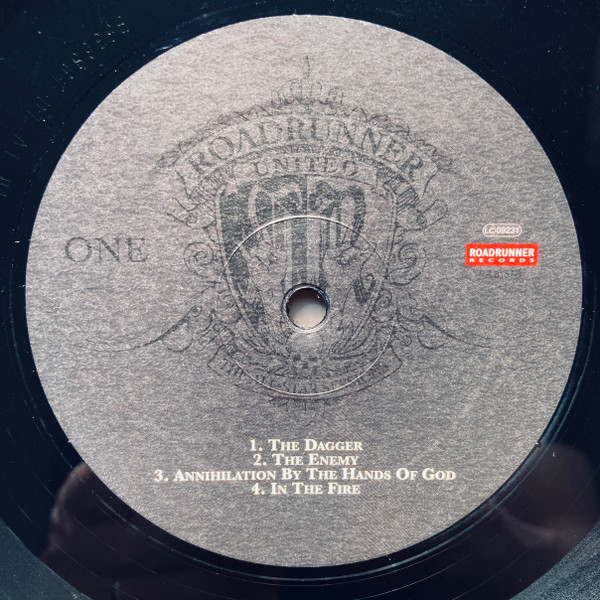 ROADRUNNER
UNITED
ONE
LC 09231
ROADRUNNER
RECORDS
1. THE DAGGER
2. THE ENEMY
3. ANNIHILATION BY THE HANDS OF GOD
4. IN THE FIRE